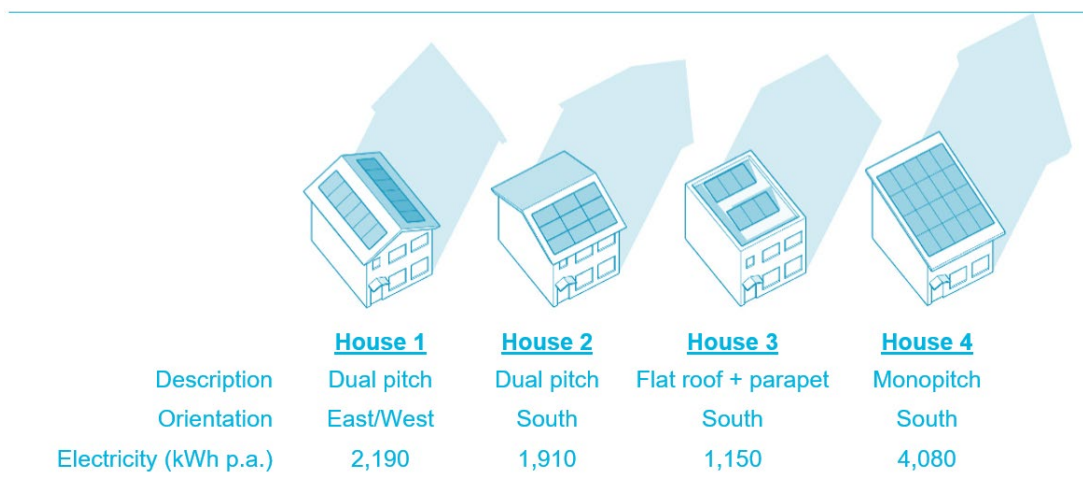 House 1 House 2 House 3 House 4
Description Dual pitch Dual pitch Flat roof + parapet Monopitch
Orientation East/West South South South
Electricity (kWh p.a.) 2,190 1,910 1,150 4,080